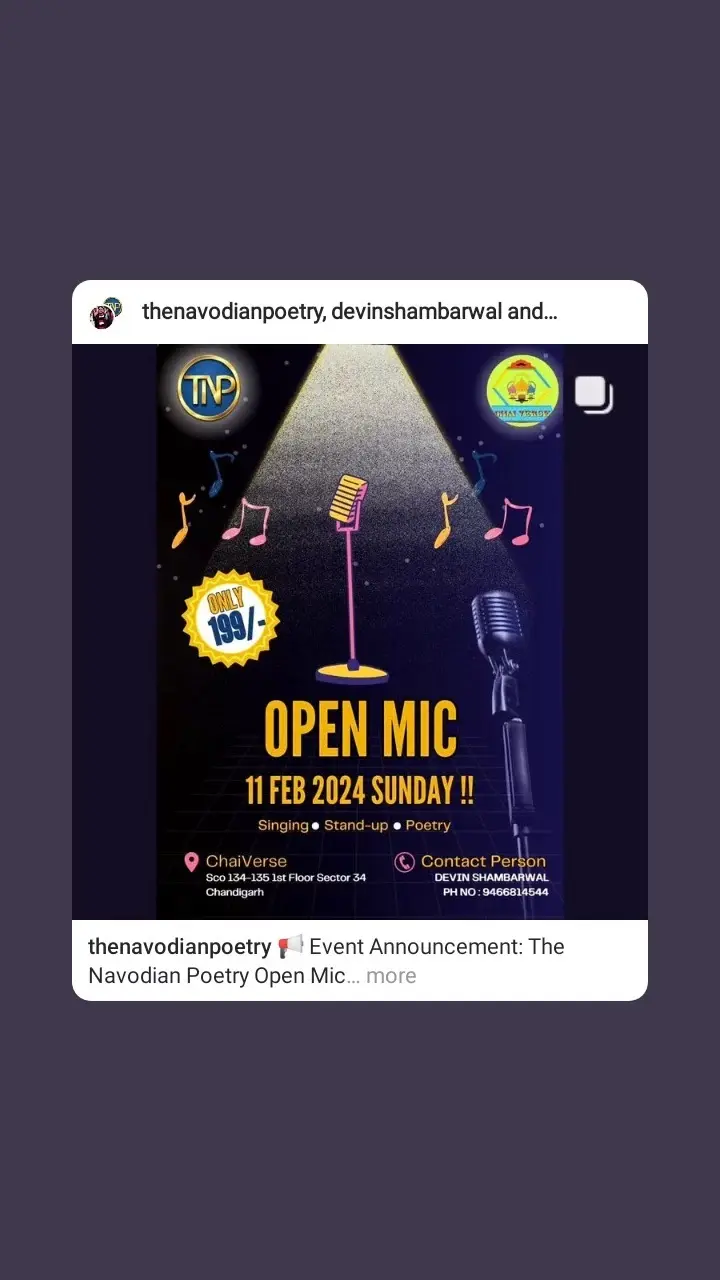 thenavodianpoetry, devinshambarwal and...
TNP
CHAI VERSE
ONLY
199/-
OPEN MIC
11 FEB 2024 SUNDAY !!
Singing ● Stand-up ● Poetry
ChaiVerse
Sco 134-135 1st Floor Sector 34
Chandigarh
Contact Person
DEVIN SHAMBARWAL
PH NO : 9466814544
thenavodianpoetry 📢 Event Announcement: The
Navodian Poetry Open Mic... more